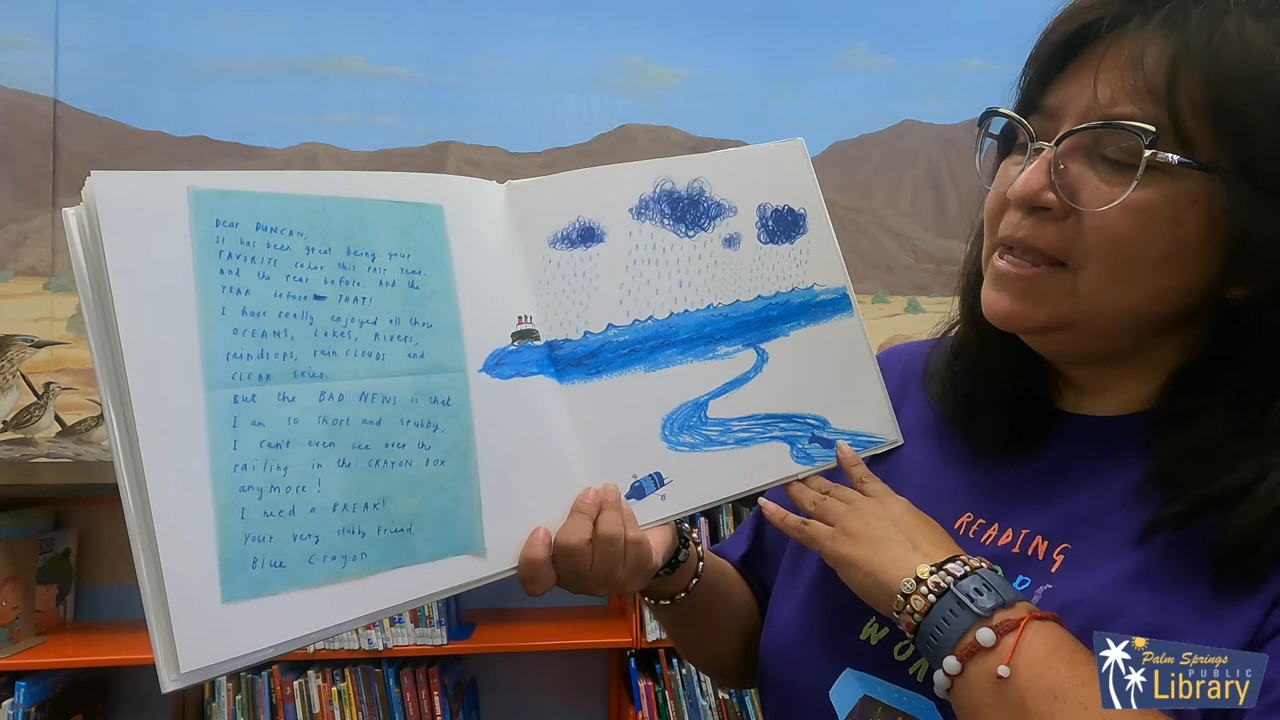 Dear DUNCAN,
It has been great being your
FAVORITE color this PAST year.
And the year before. And the
YEAR before THAT!
I have really enjoyed all those
OCEANS, LAKES, RIVERS,
raindrops, rain CLOUDS and
CLEAR skies.
But the BAD NEWS is that
I am so short and stubby,
I can't even see over the
railing in the CRAYON BOX
anymore!
I need a BREAK!
Your very stubby friend,
Blue Crayon
READING
Palm Springs
PUBLIC
Library